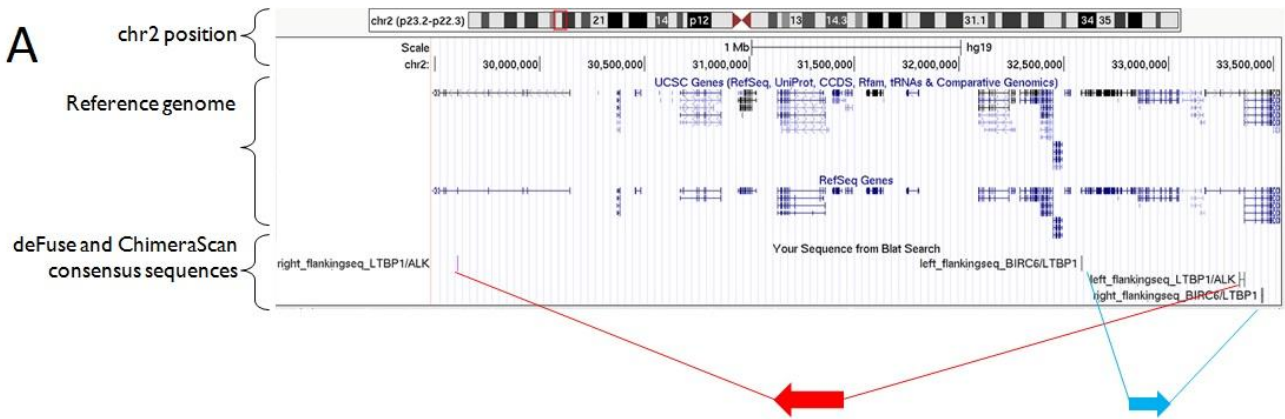 A
chr2 position
chr2 (p23.2-p22.3)
21
14
p12
13
14.3
31.1
34
35
Scale
1 Mb
hg19
chr2:
30,000,000
30,500,000
31,000,000
31,500,000
32,000,000
32,500,000
33,000,000
33,500,000
Reference genome
UCSC Genes (RefSeq, UniProt, CCDS, Rfam, tRNAs & Comparative Genomics)
RefSeq Genes
deFuse and ChimeraScan
consensus sequences
Your Sequence from Blat Search
right_flankingseq_LTBP1/ALK
left_flankingseq_BIRC6/LTBP1
left_flankingseq_LTBP1/ALK
right_flankingseq_BIRC6/LTBP1